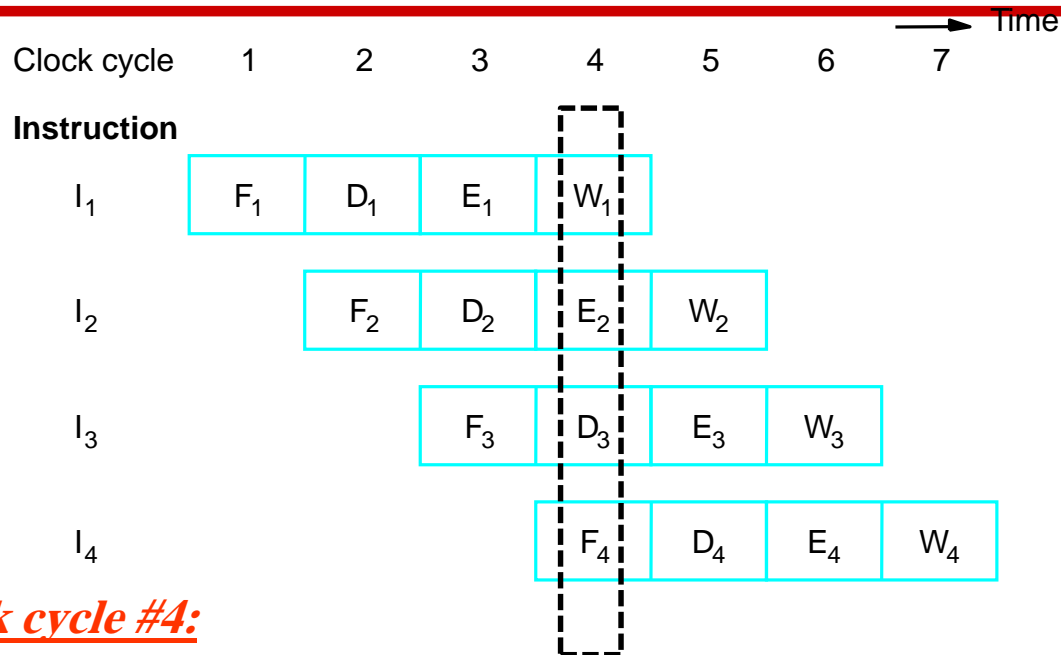 Time
Clock cycle 1 2 3 4 5 6 7
Instruction
I1 F1 D1 E1 W1
I2 F2 D2 E2 W2
I3 F3 D3 E3 W3
I4 F4 D4 E4 W4
cycle #4: